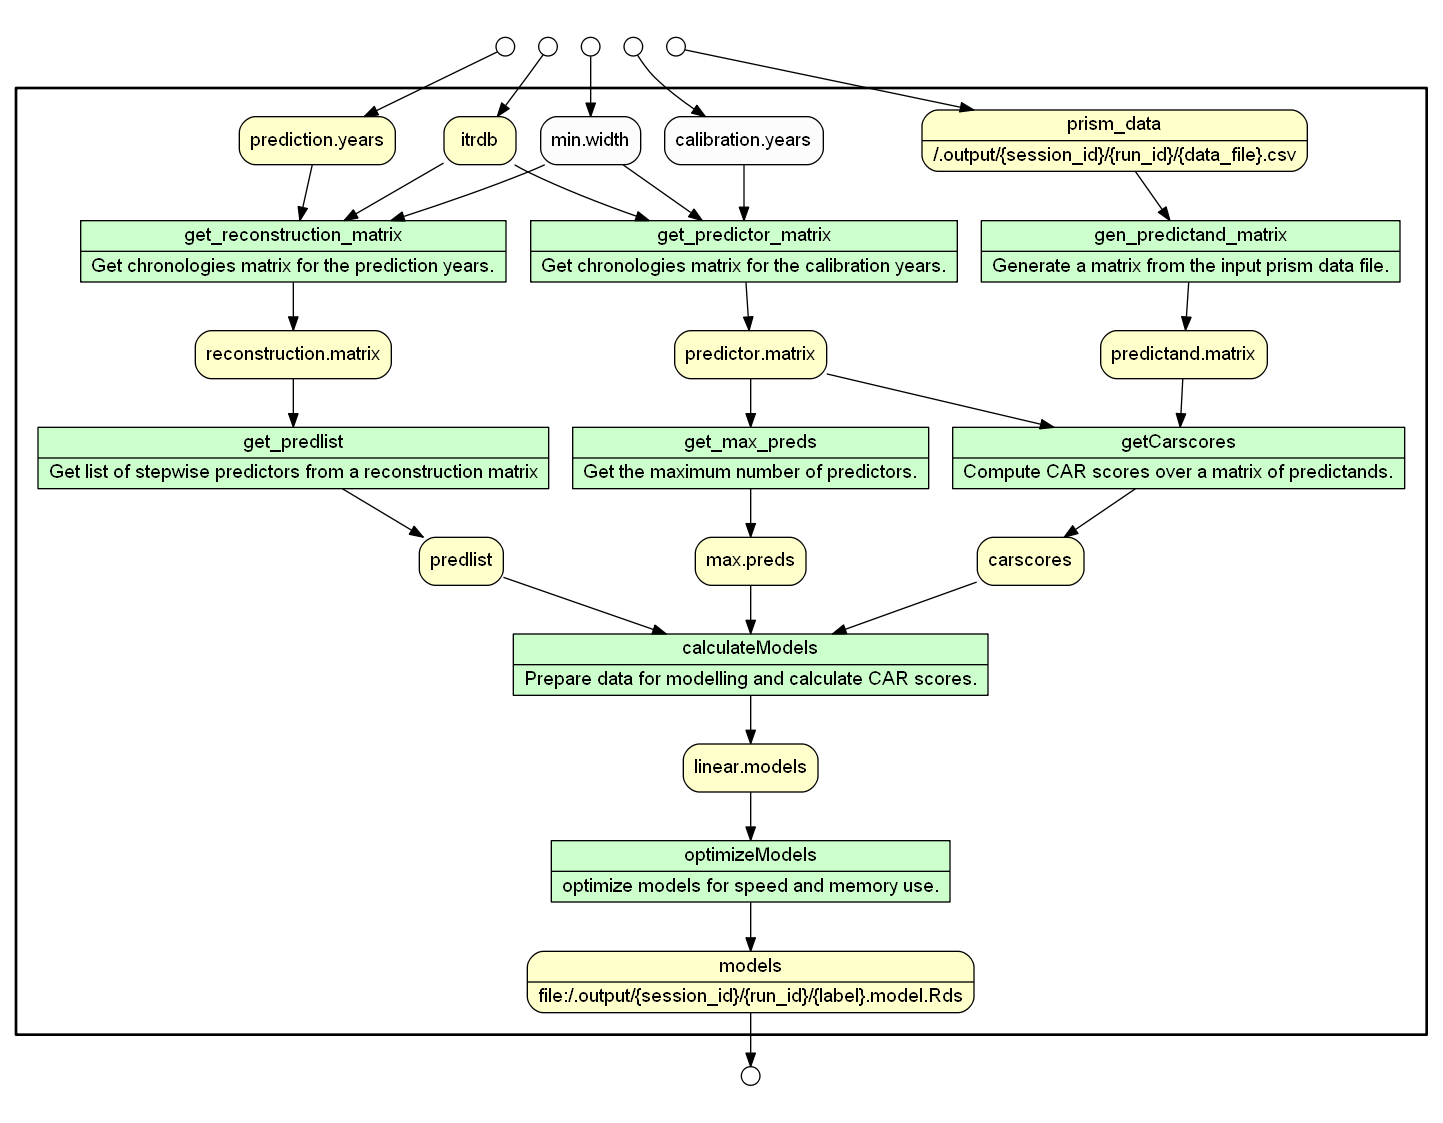 prediction.years
itrdb
min.width
calibration.years
prism_data
/.output/{session_id}/{run_id}/{data_file}.csv
get_reconstruction_matrix
Get chronologies matrix for the prediction years.
get_predictor_matrix
Get chronologies matrix for the calibration years.
gen_predictand_matrix
Generate a matrix from the input prism data file.
reconstruction.matrix
predictor.matrix
predictand.matrix
get_predlist
Get list of stepwise predictors from a reconstruction matrix
get_max_preds
Get the maximum number of predictors.
getCarscores
Compute CAR scores over a matrix of predictands.
predlist
max.preds
carscores
calculateModels
Prepare data for modelling and calculate CAR scores.
linear.models
optimizeModels
optimize models for speed and memory use.
models
file:/.output/{session_id}/{run_id}/{label}.model.Rds